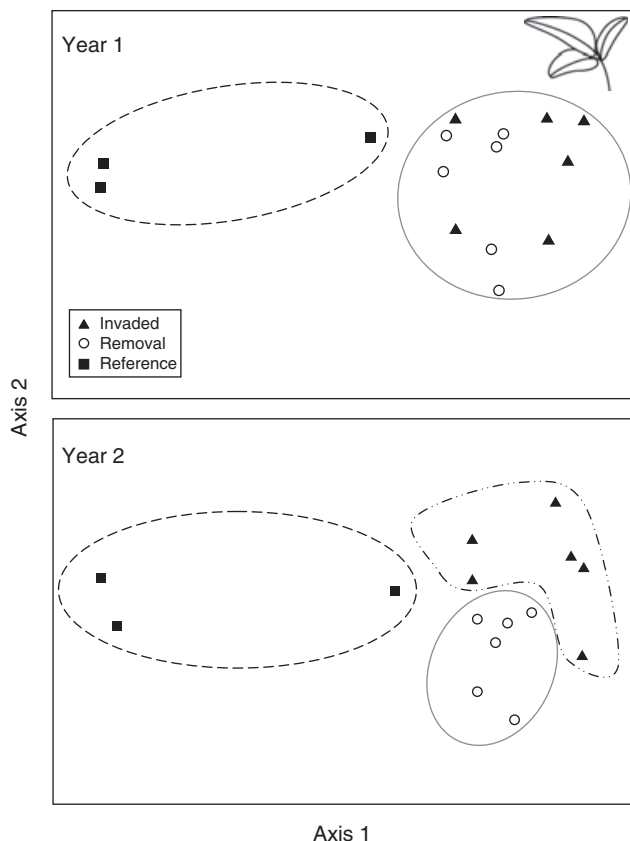 Year 1
Invaded
Removal
Reference
Axis 2
Year 2
Axis 1